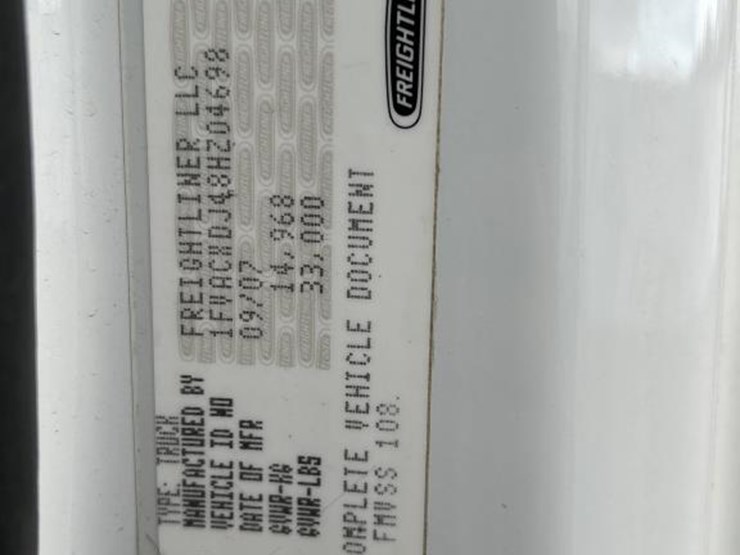 TYPE: TRUCK
MANUFACTURED BY FREIGHTLINER LLC
VEHICLE ID NO 1FVACXDJ48HZ04698
DATE OF MFR 09/07
GVWR-KG 14,968
GVWR-LBS 33,000
OMPLETE VEHICLE DOCUMENT
FMVSS 108.
FREIGHTL